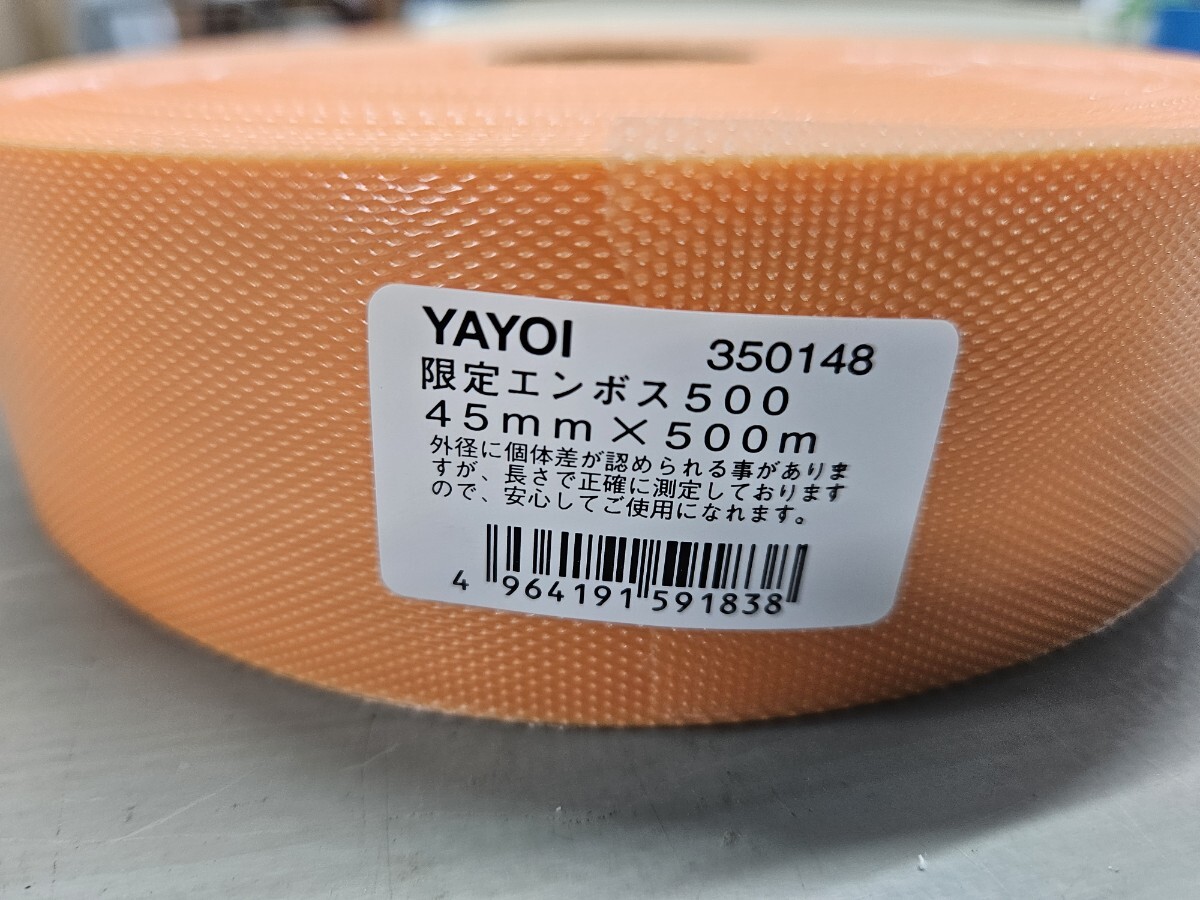 YAYOI 350148
限定エンボス500
45mm×500m
外径に個体差が認められる事がありま
すが、長さで正確に測定しております
ので、安心してご使用になれます。
4 964191 591838